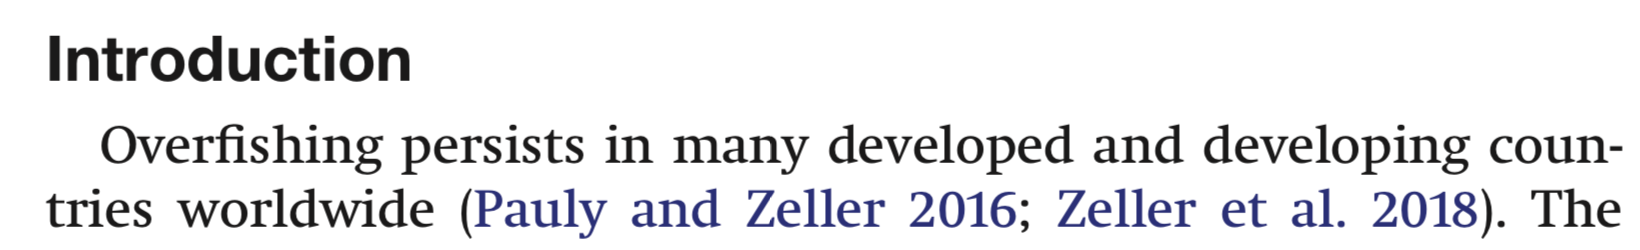 Introduction
Overfishing persists in many developed and developing coun-
tries worldwide (Pauly and Zeller 2016; Zeller et al. 2018). The